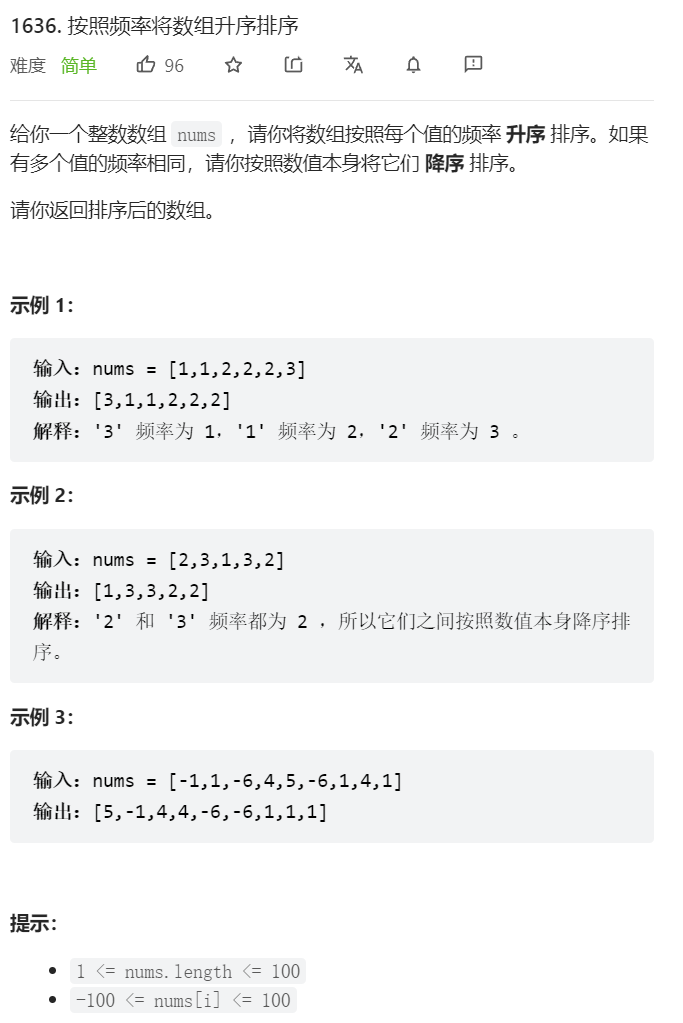 1636. 按照频率将数组升序排序
难度 简单 96
给你一个整数数组 nums ，请你将数组按照每个值的频率 升序 排序。如果
有多个值的频率相同，请你按照数值本身将它们 降序 排序。
请你返回排序后的数组。
示例 1：
输入：nums = [1,1,2,2,2,3]
输出：[3,1,1,2,2,2]
解释：'3' 频率为 1，'1' 频率为 2，'2' 频率为 3 。
示例 2：
输入：nums = [2,3,1,3,2]
输出：[1,3,3,2,2]
解释：'2' 和 '3' 频率都为 2 ，所以它们之间按照数值本身降序排
序。
示例 3：
输入：nums = [-1,1,-6,4,5,-6,1,4,1]
输出：[5,-1,4,4,-6,-6,1,1,1]
提示：
• 1 <= nums.length <= 100
• -100 <= nums[i] <= 100